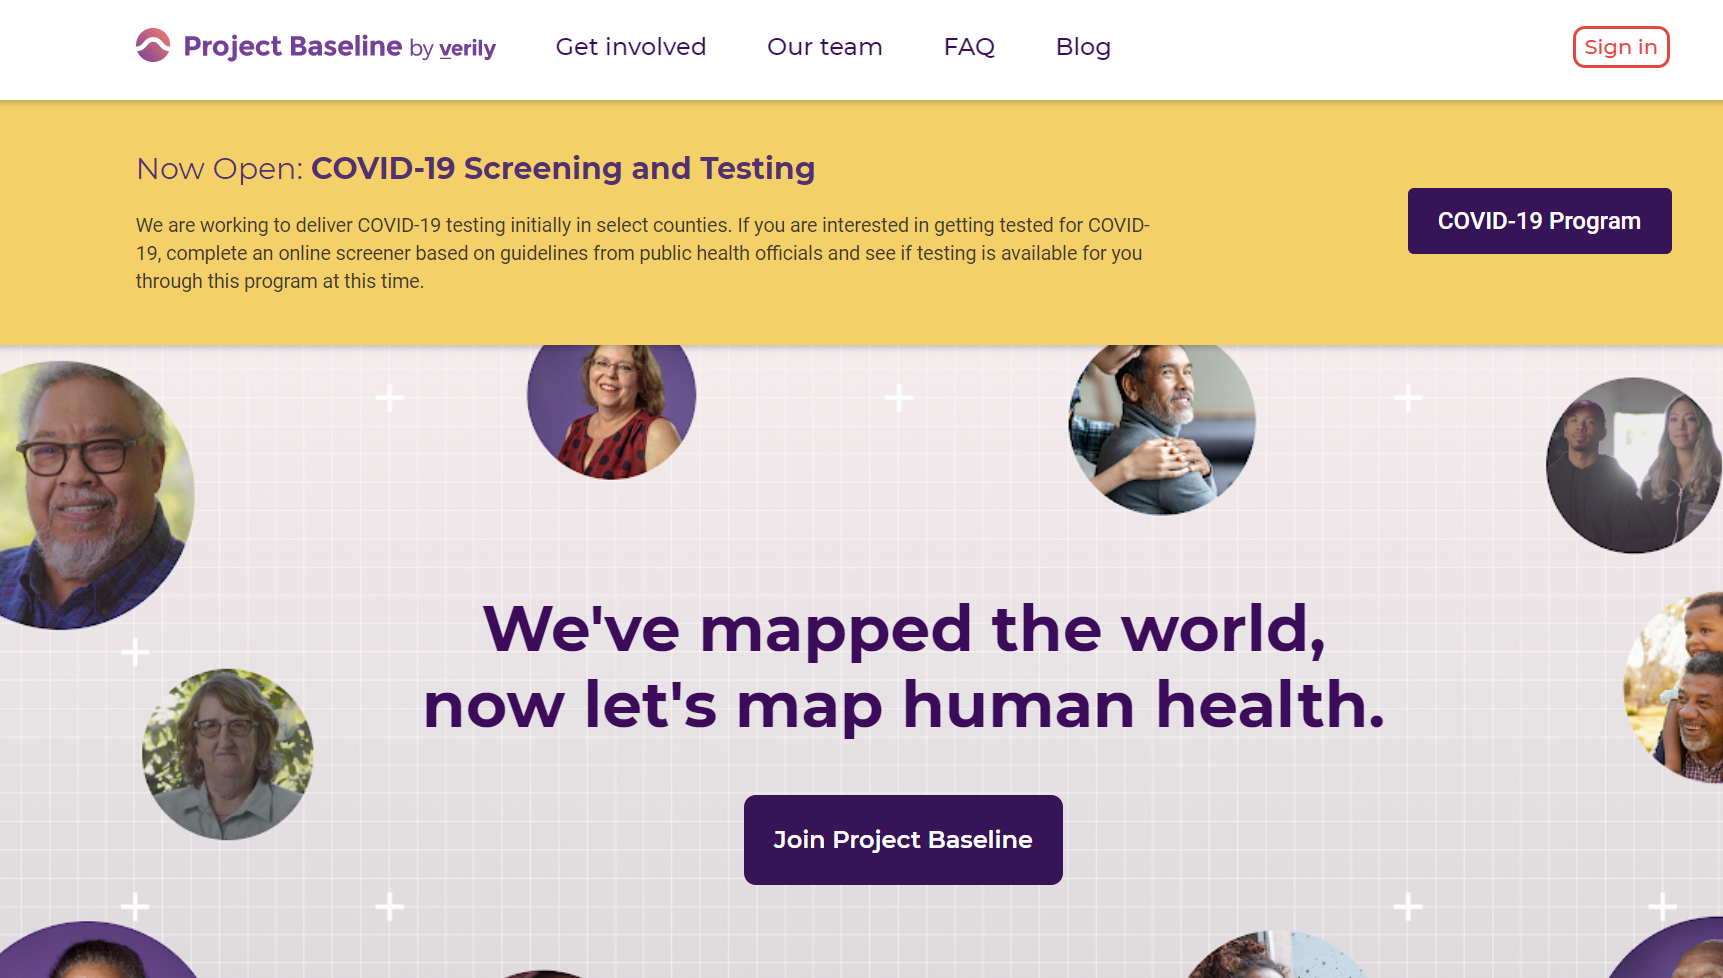 Project Baseline by verily
Get involved
Our team
FAQ
Blog
Sign in
Now Open: COVID-19 Screening and Testing
We are working to deliver COVID-19 testing initially in select counties. If you are interested in getting tested for COVID-
19, complete an online screener based on guidelines from public health officials and see if testing is available for you
through this program at this time.
COVID-19 Program
We've mapped the world,
now let's map human health.
Join Project Baseline